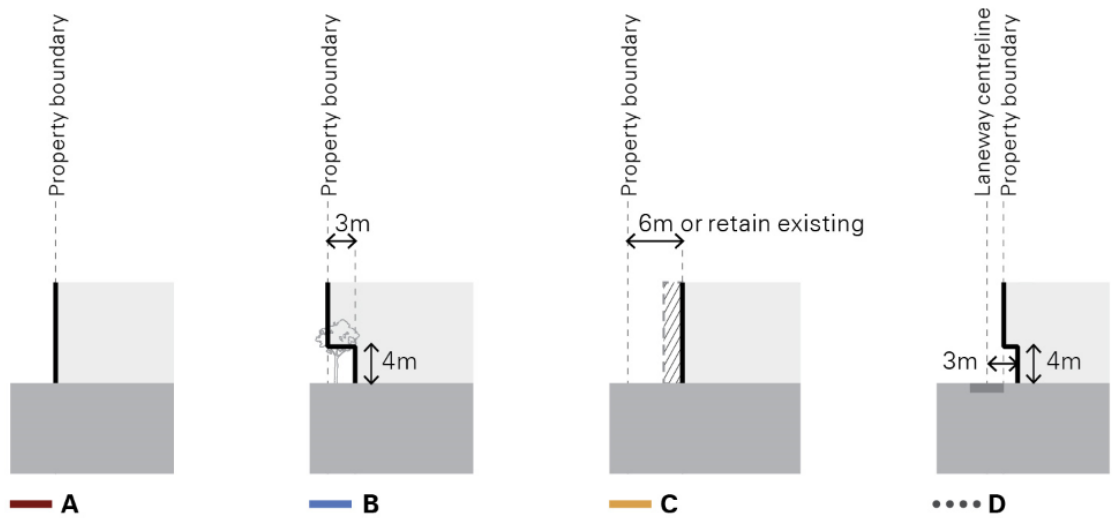 Property boundary
Property boundary
3m
4m
Property boundary
6m or retain existing
Laneway centreline
Property boundary
3m
4m
A
B
C
D